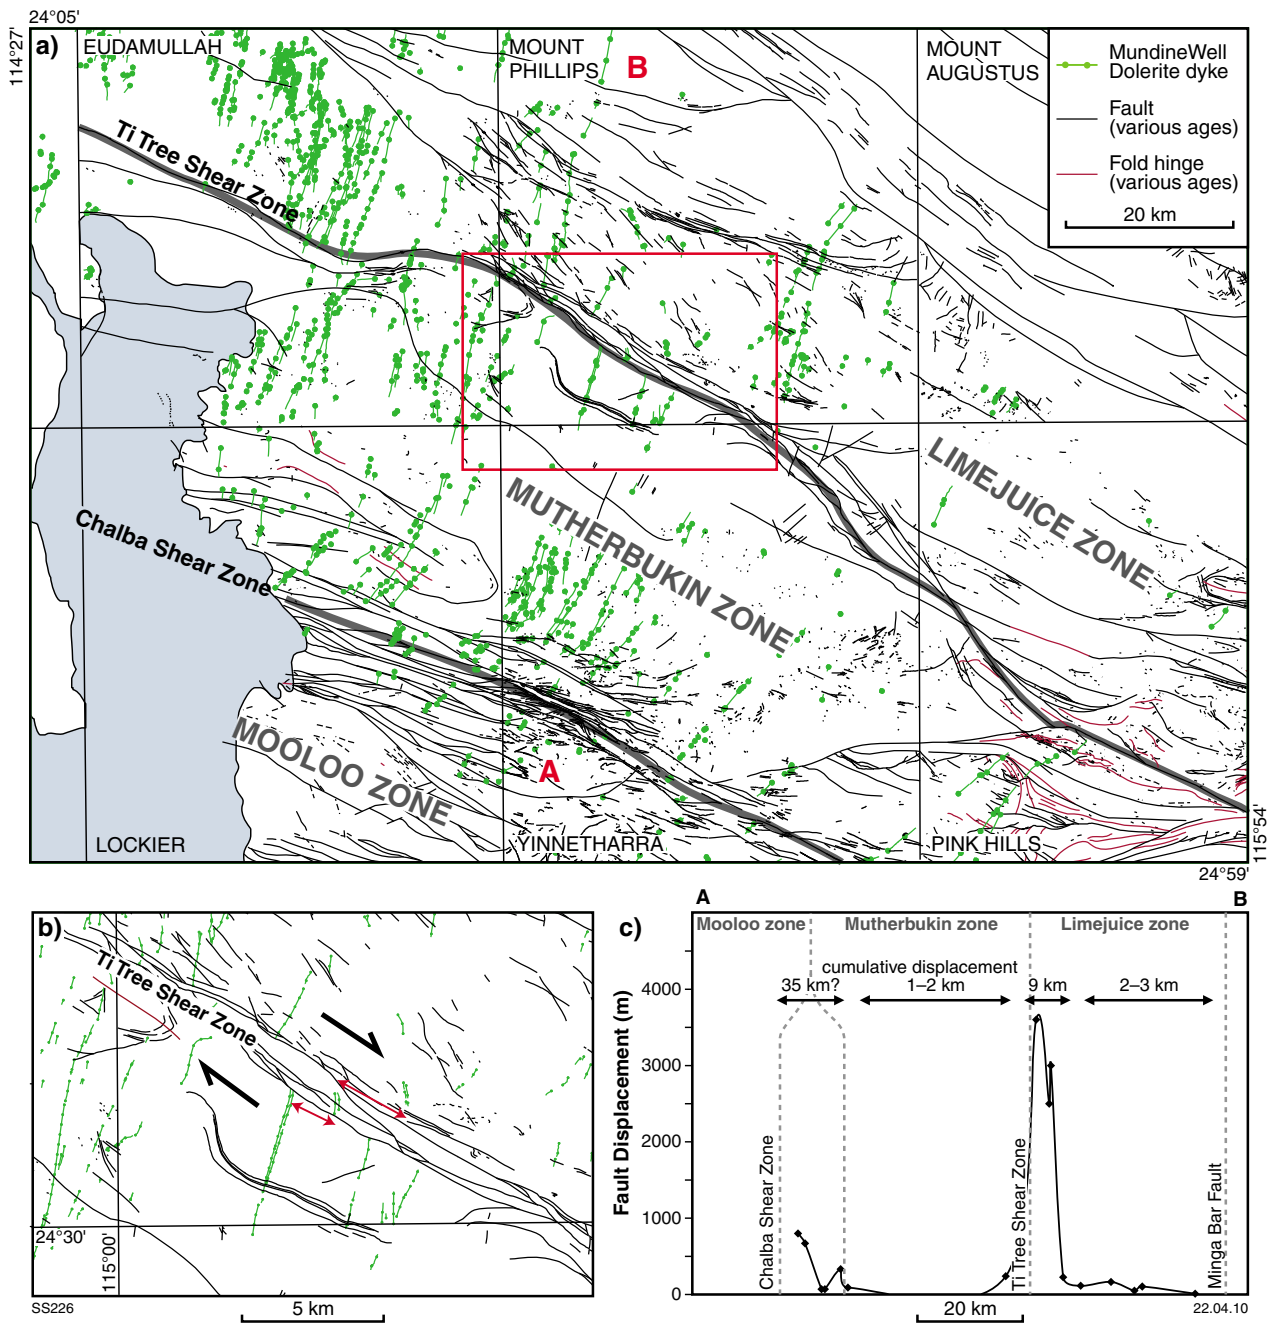 24°05'
114°27'
a)
EUDAMULLAH
MOUNT
PHILLIPS
B
MOUNT
AUGUSTUS
MundineWell
Dolerite dyke
Fault
(various ages)
Fold hinge
(various ages)
20 km
Ti Tree Shear Zone
LIMEJUICE ZONE
MUTHERBUKIN ZONE
Chalba Shear Zone
MOOLOO ZONE
A
LOCKIER
YINNETHARRA
PINK HILLS
115°54'
24°59'
b)
Ti Tree Shear Zone
24°30'
115°00'
SS226
5 km
c)
A
B
Mooloo zone
Mutherbukin zone
Limejuice zone
cumulative displacement
35 km?
1–2 km
9 km
2–3 km
Fault Displacement (m)
4000
3000
2000
1000
0
Chalba Shear Zone
Ti Tree Shear Zone
Minga Bar Fault
20 km
22.04.10